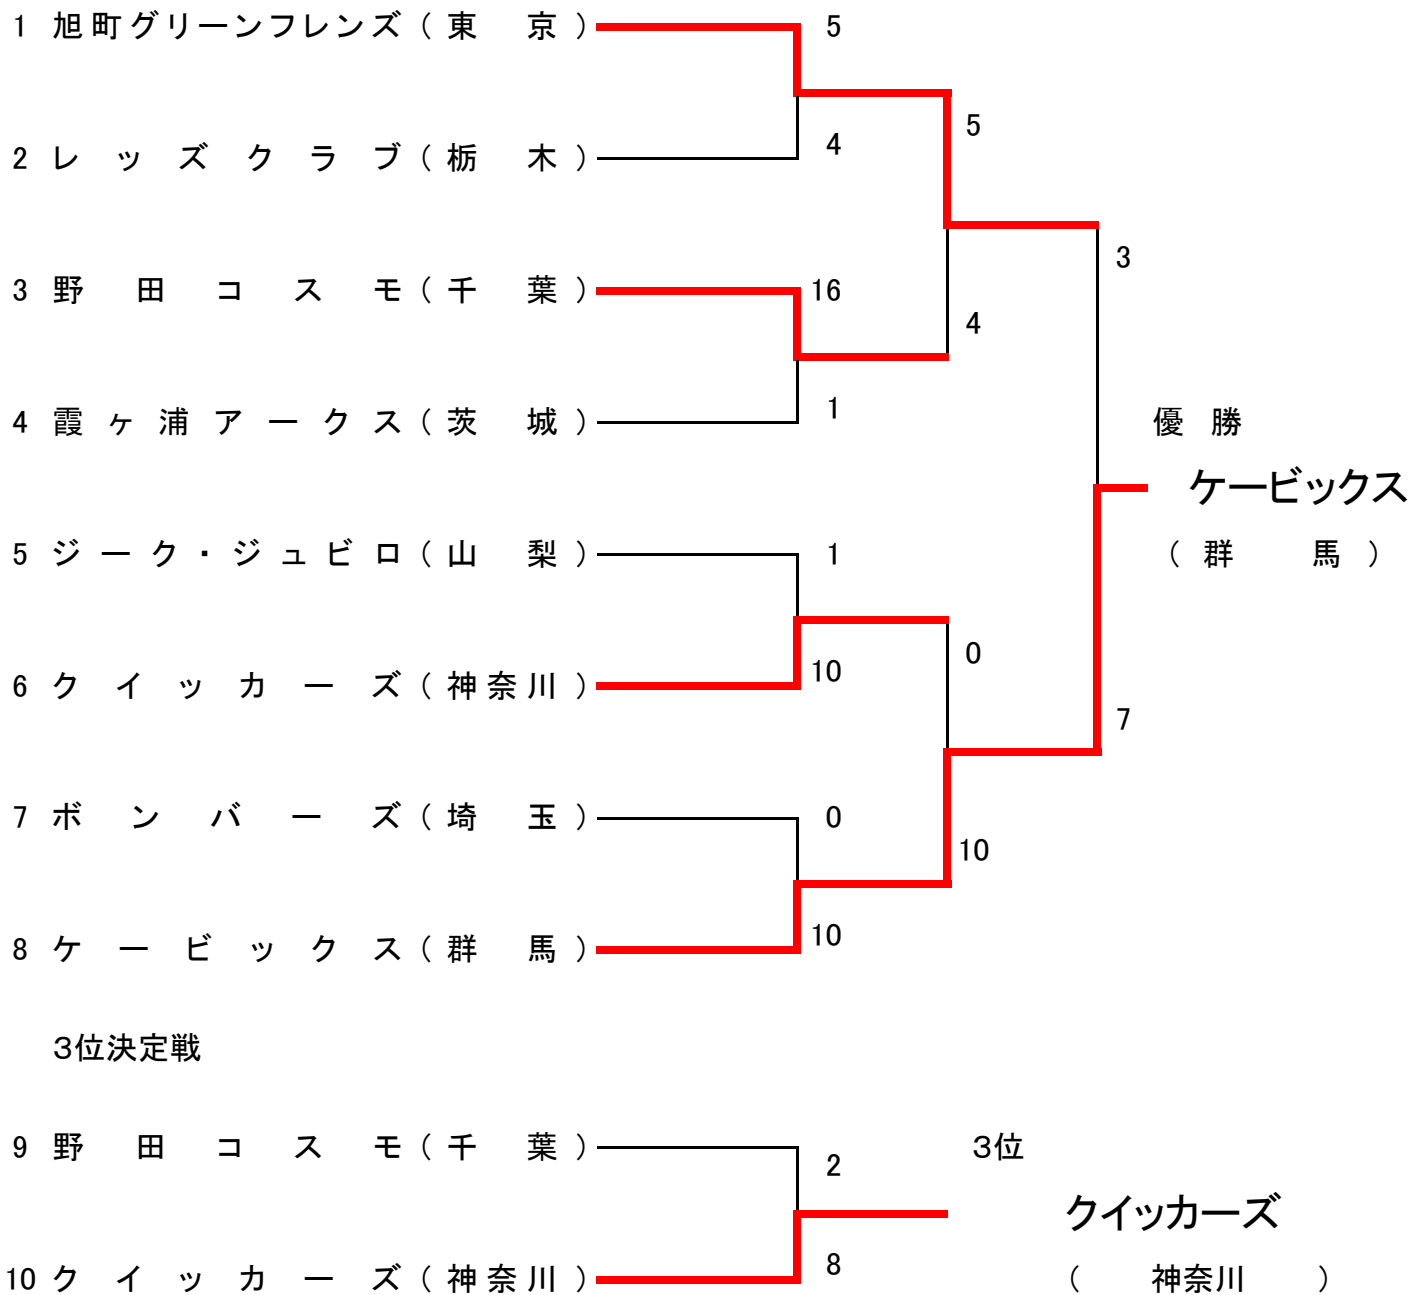 1 旭町グリーンフレンズ（東　京） 5
2 レッズクラブ（栃　木） 4
5
3 野田コスモ（千　葉） 16
4
3
4 霞ヶ浦アークス（茨　城） 1
優　勝
ケービックス
（群　馬）
5 ジーク・ジュビロ（山　梨） 1
6 クイッカーズ（神奈川） 10
0
7
7 ボンバーズ（埼　玉） 0
10
8 ケービックス（群　馬） 10
3位決定戦
9 野田コスモ（千　葉） 2
10 クイッカーズ（神奈川） 8
3位
クイッカーズ
（　神奈川　）